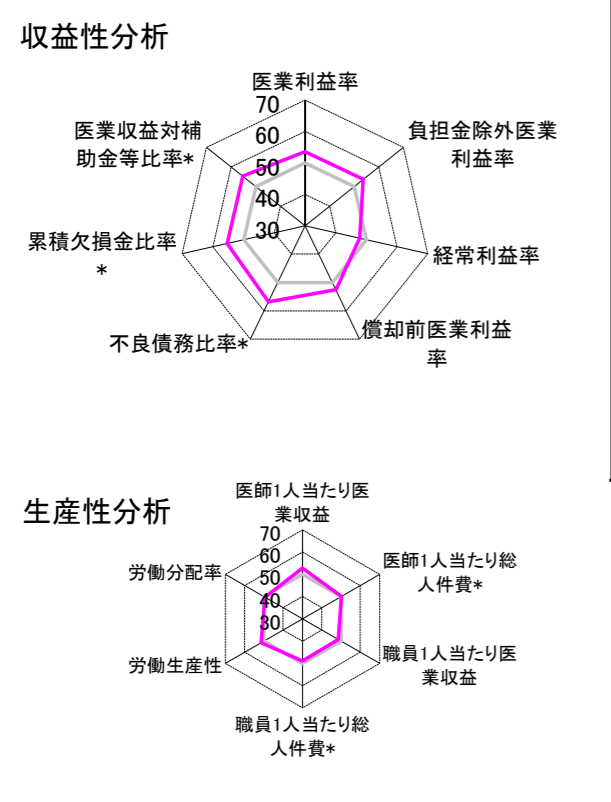 収益性分析
医業利益率
70
60
50
40
30
負担金除外医業
利益率
経常利益率
償却前医業利益
率
不良債務比率*
累積欠損金比率
*
医業収益対補
助金等比率*
生産性分析
医師1人当たり医
業収益
70
60
50
40
30
医師1人当たり総
人件費*
職員1人当たり医
業収益
職員1人当たり総
人件費*
労働生産性
労働分配率